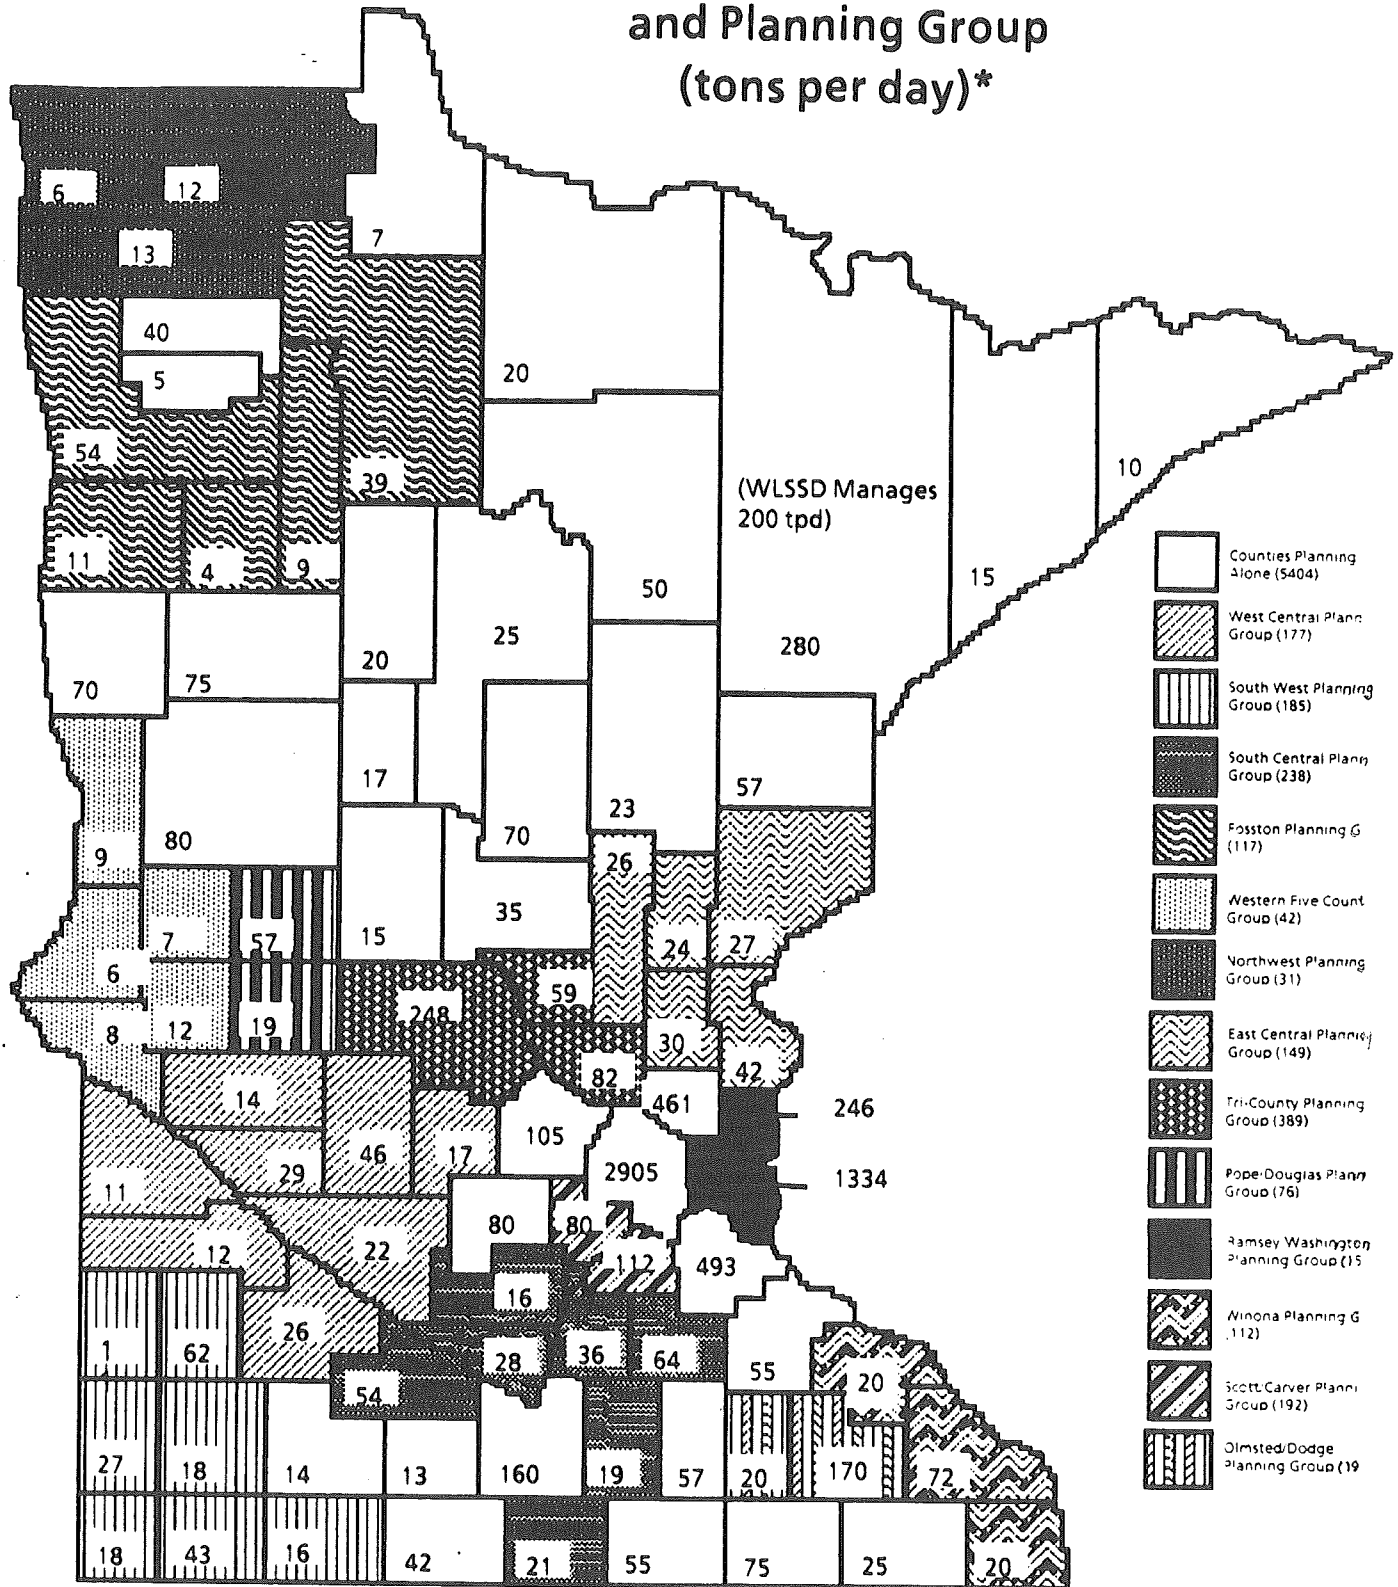 and Planning Group
(tons per day)*
6
12
13
7
40
5
20
54
39
10
(WLSSD Manages
200 tpd)
11
4
9
15
50
25
280
20
70
75
17
57
23
70
80
9
26
35
15
7
57
24
27
6
59
248
8
12
19
30
42
82
14
461
246
105
46
17
29
2905
1334
11
80
80
22
12
112
493
16
26
1
62
28
36
64
55
54
20
27
18
14
13
160
19
57
20
170
72
18
43
16
42
21
55
75
25
20
Counties Planning
Alone (5404)
West Central Plann
Group (177)
South West Planning
Group (185)
South Central Plann
Group (238)
Fosston Planning G
(117)
Western Five Count
Group (42)
Northwest Planning
Group (31)
East Central Planning
Group (149)
Tri-County Planning
Group (389)
Pope-Douglas Plann
Group (76)
Ramsey Washington
Planning Group (15
Winona Planning G
(112)
Scott/Carver Planni
Group (192)
Olmsted/Dodge
Planning Group (19